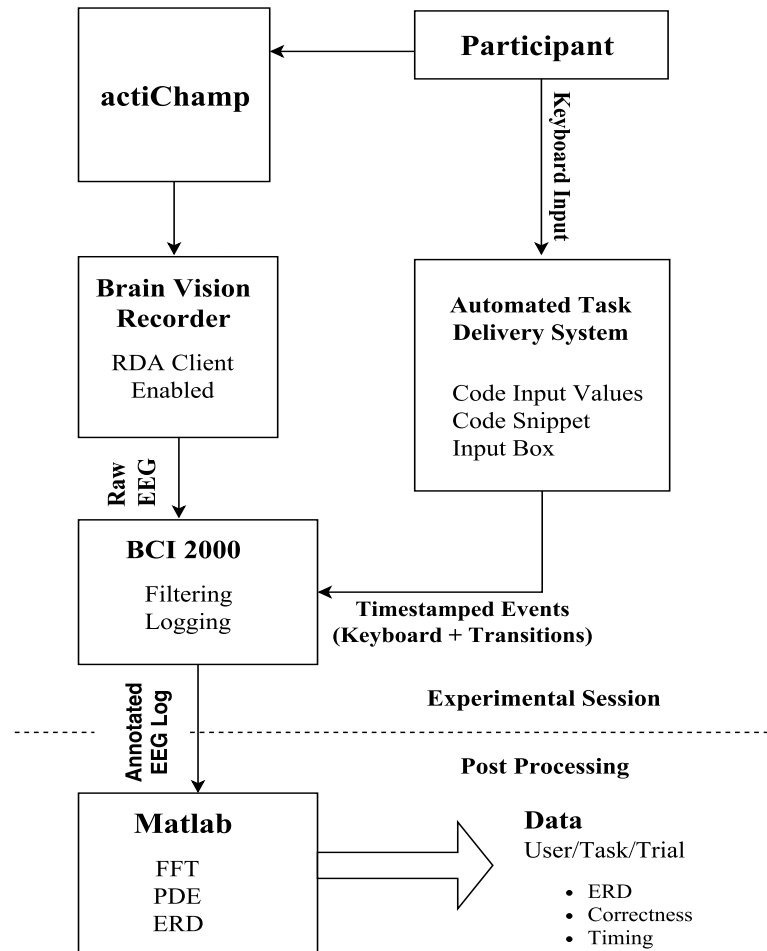 Participant
actiChamp
Keyboard Input
Brain Vision
Recorder
RDA Client
Enabled
Automated Task
Delivery System
Code Input Values
Code Snippet
Input Box
Raw
EEG
BCI 2000
Filtering
Logging
Timestamped Events
(Keyboard + Transitions)
Experimental Session
Annotated
EEG Log
Post Processing
Matlab
FFT
PDE
ERD
Data
User/Task/Trial
• ERD
• Correctness
• Timing